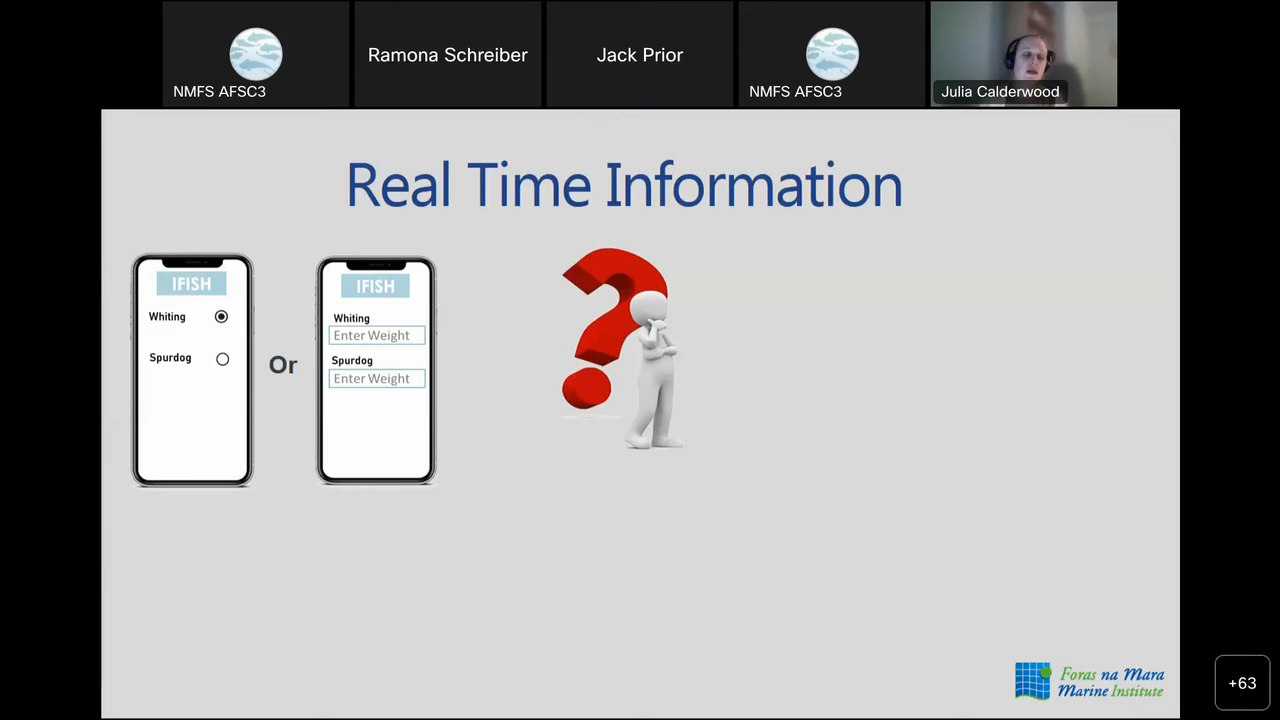 NMFS AFSC3
Ramona Schreiber
Jack Prior
NMFS AFSC3
Julia Calderwood
Real Time Information
IFISH
Whiting
Spurdog
Or
IFISH
Whiting
Enter Weight
Spurdog
Enter Weight
Foras na Mara
Marine Institute
+63